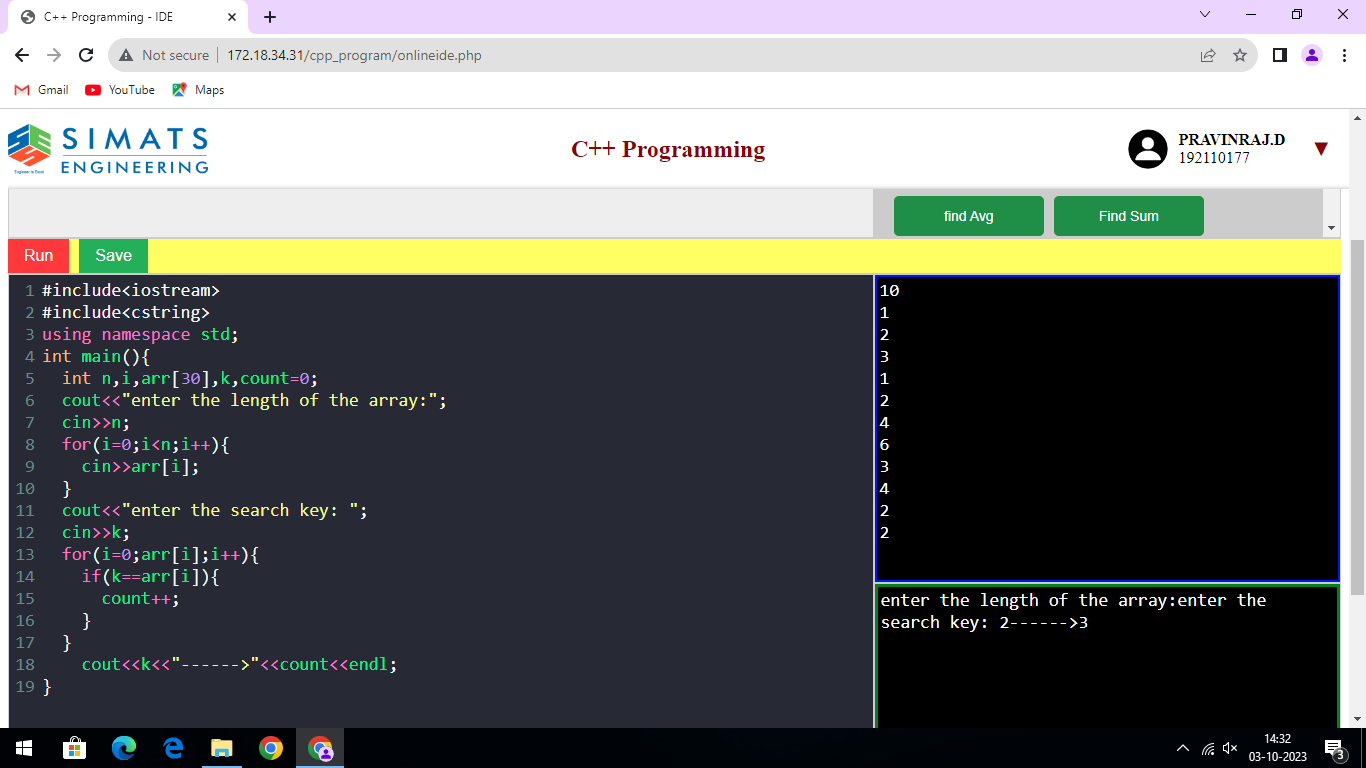 C++ Programming - IDE
Not secure 172.18.34.31/cpp_program/onlineide.php
Gmail YouTube Maps
SIMATS
ENGINEERING
Engineer to Excel
C++ Programming
PRAVINRAJ.D
192110177
find Avg Find Sum
Run Save
1 #include<iostream>
2 #include<cstring>
3 using namespace std;
4 int main(){
5   int n,i,arr[30],k,count=0;
6   cout<<"enter the length of the array:";
7   cin>>n;
8   for(i=0;i<n;i++){
9     cin>>arr[i];
10   }
11   cout<<"enter the search key: ";
12   cin>>k;
13   for(i=0;arr[i];i++){
14     if(k==arr[i]){
15       count++;
16     }
17   }
18     cout<<k<<"------>"<<count<<endl;
19 }
10
1
2
3
1
2
4
6
3
4
2
2
enter the length of the array:enter the
search key: 2------>3
14:32
03-10-2023
3